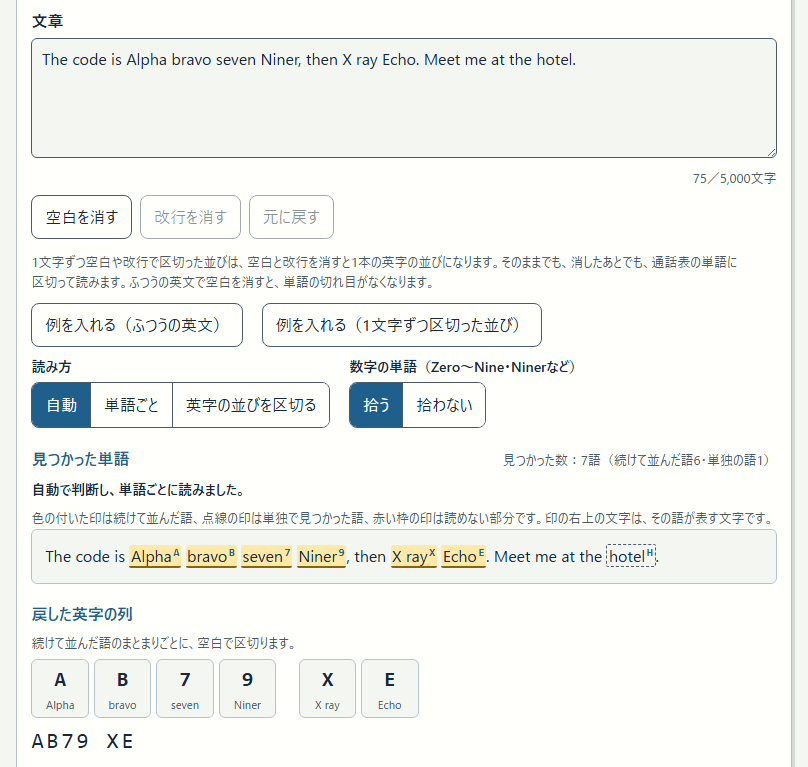 文章
The code is Alpha bravo seven Niner, then X ray Echo. Meet me at the hotel.
75／5,000文字
空白を消す 改行を消す 元に戻す
1文字ずつ空白や改行で区切った並びは、空白と改行を消すと1本の英字の並びになります。そのままでも、消したあとでも、通話表の単語に
区切って読みます。ふつうの英文で空白を消すと、単語の切れ目がなくなります。
例を入れる（ふつうの英文） 例を入れる（1文字ずつ区切った並び）
読み方 数字の単語（Zero〜Nine・Ninerなど）
自動 単語ごと 英字の並びを区切る 拾う 拾わない
見つかった単語 見つかった数：7語（続けて並んだ語6・単独の語1）
自動で判断し、単語ごとに読みました。
色の付いた印は続けて並んだ語、点線の印は単独で見つかった語、赤い枠の印は読めない部分です。印の右上の文字は、その語が表す文字です。
The code is AlphaA bravoB seven7 Niner9, then X rayX EchoE. Meet me at the hotelH.
戻した英字の列
続けて並んだ語のまとまりごとに、空白で区切ります。
A B 7 9 X E
Alpha bravo seven Niner X ray Echo
AB79 XE